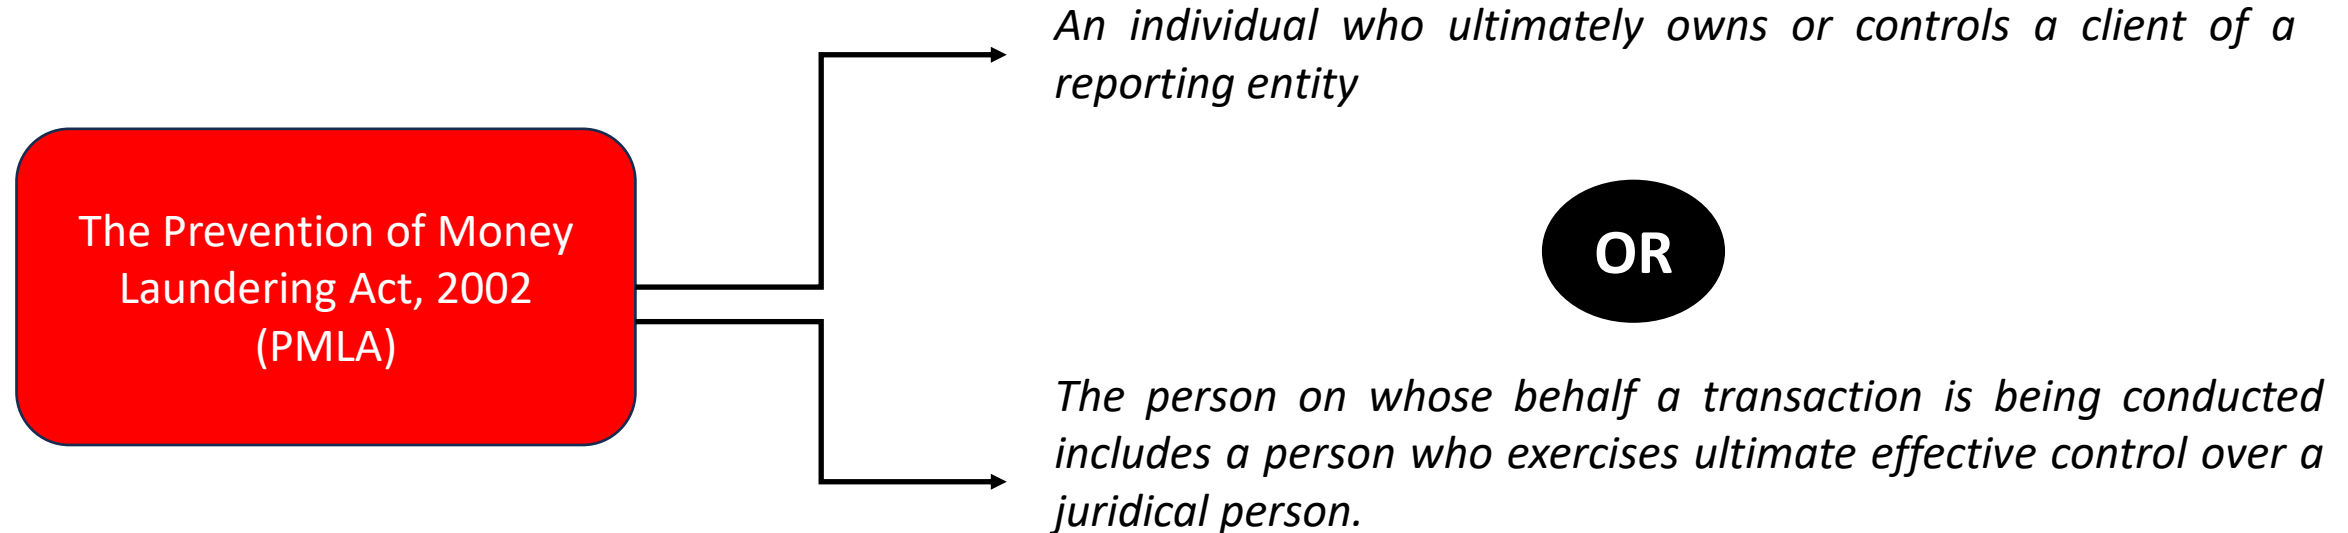 An individual who ultimately owns or controls a client of a
reporting entity
The Prevention of Money
Laundering Act, 2002
(PMLA)
OR
The person on whose behalf a transaction is being conducted
includes a person who exercises ultimate effective control over a
juridical person.